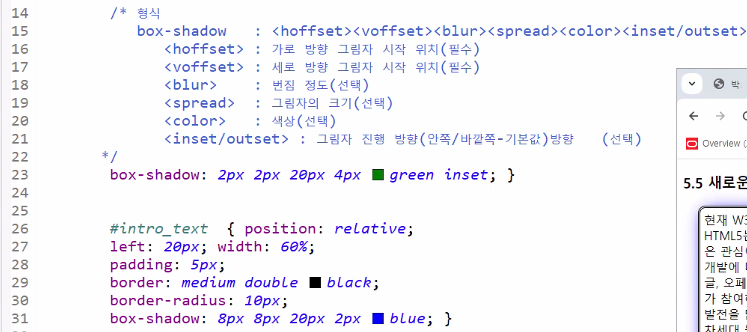 14 /* 형식
15 box-shadow : <hoffset><voffset><blur><spread><color><inset/outset>
16 <hoffset> : 가로 방향 그림자 시작 위치(필수)
17 <voffset> : 세로 방향 그림자 시작 위치(필수)
18 <blur> : 번짐 정도(선택)
19 <spread> : 그림자의 크기(선택)
20 <color> : 색상(선택)
21 <inset/outset> : 그림자 진행 방향(안쪽/바깥쪽-기본값)방향 (선택)
22 */
23 box-shadow: 2px 2px 20px 4px green inset; }
24
25
26 #intro_text { position: relative;
27 left: 20px; width: 60%;
28 padding: 5px;
29 border: medium double black;
30 border-radius: 10px;
31 box-shadow: 8px 8px 20px 2px blue; }
박
Overview
5.5 새로운
현재 W3
HTML5는
은 관심이
개발에
글, 오페
가 참여하
발전을
차세대